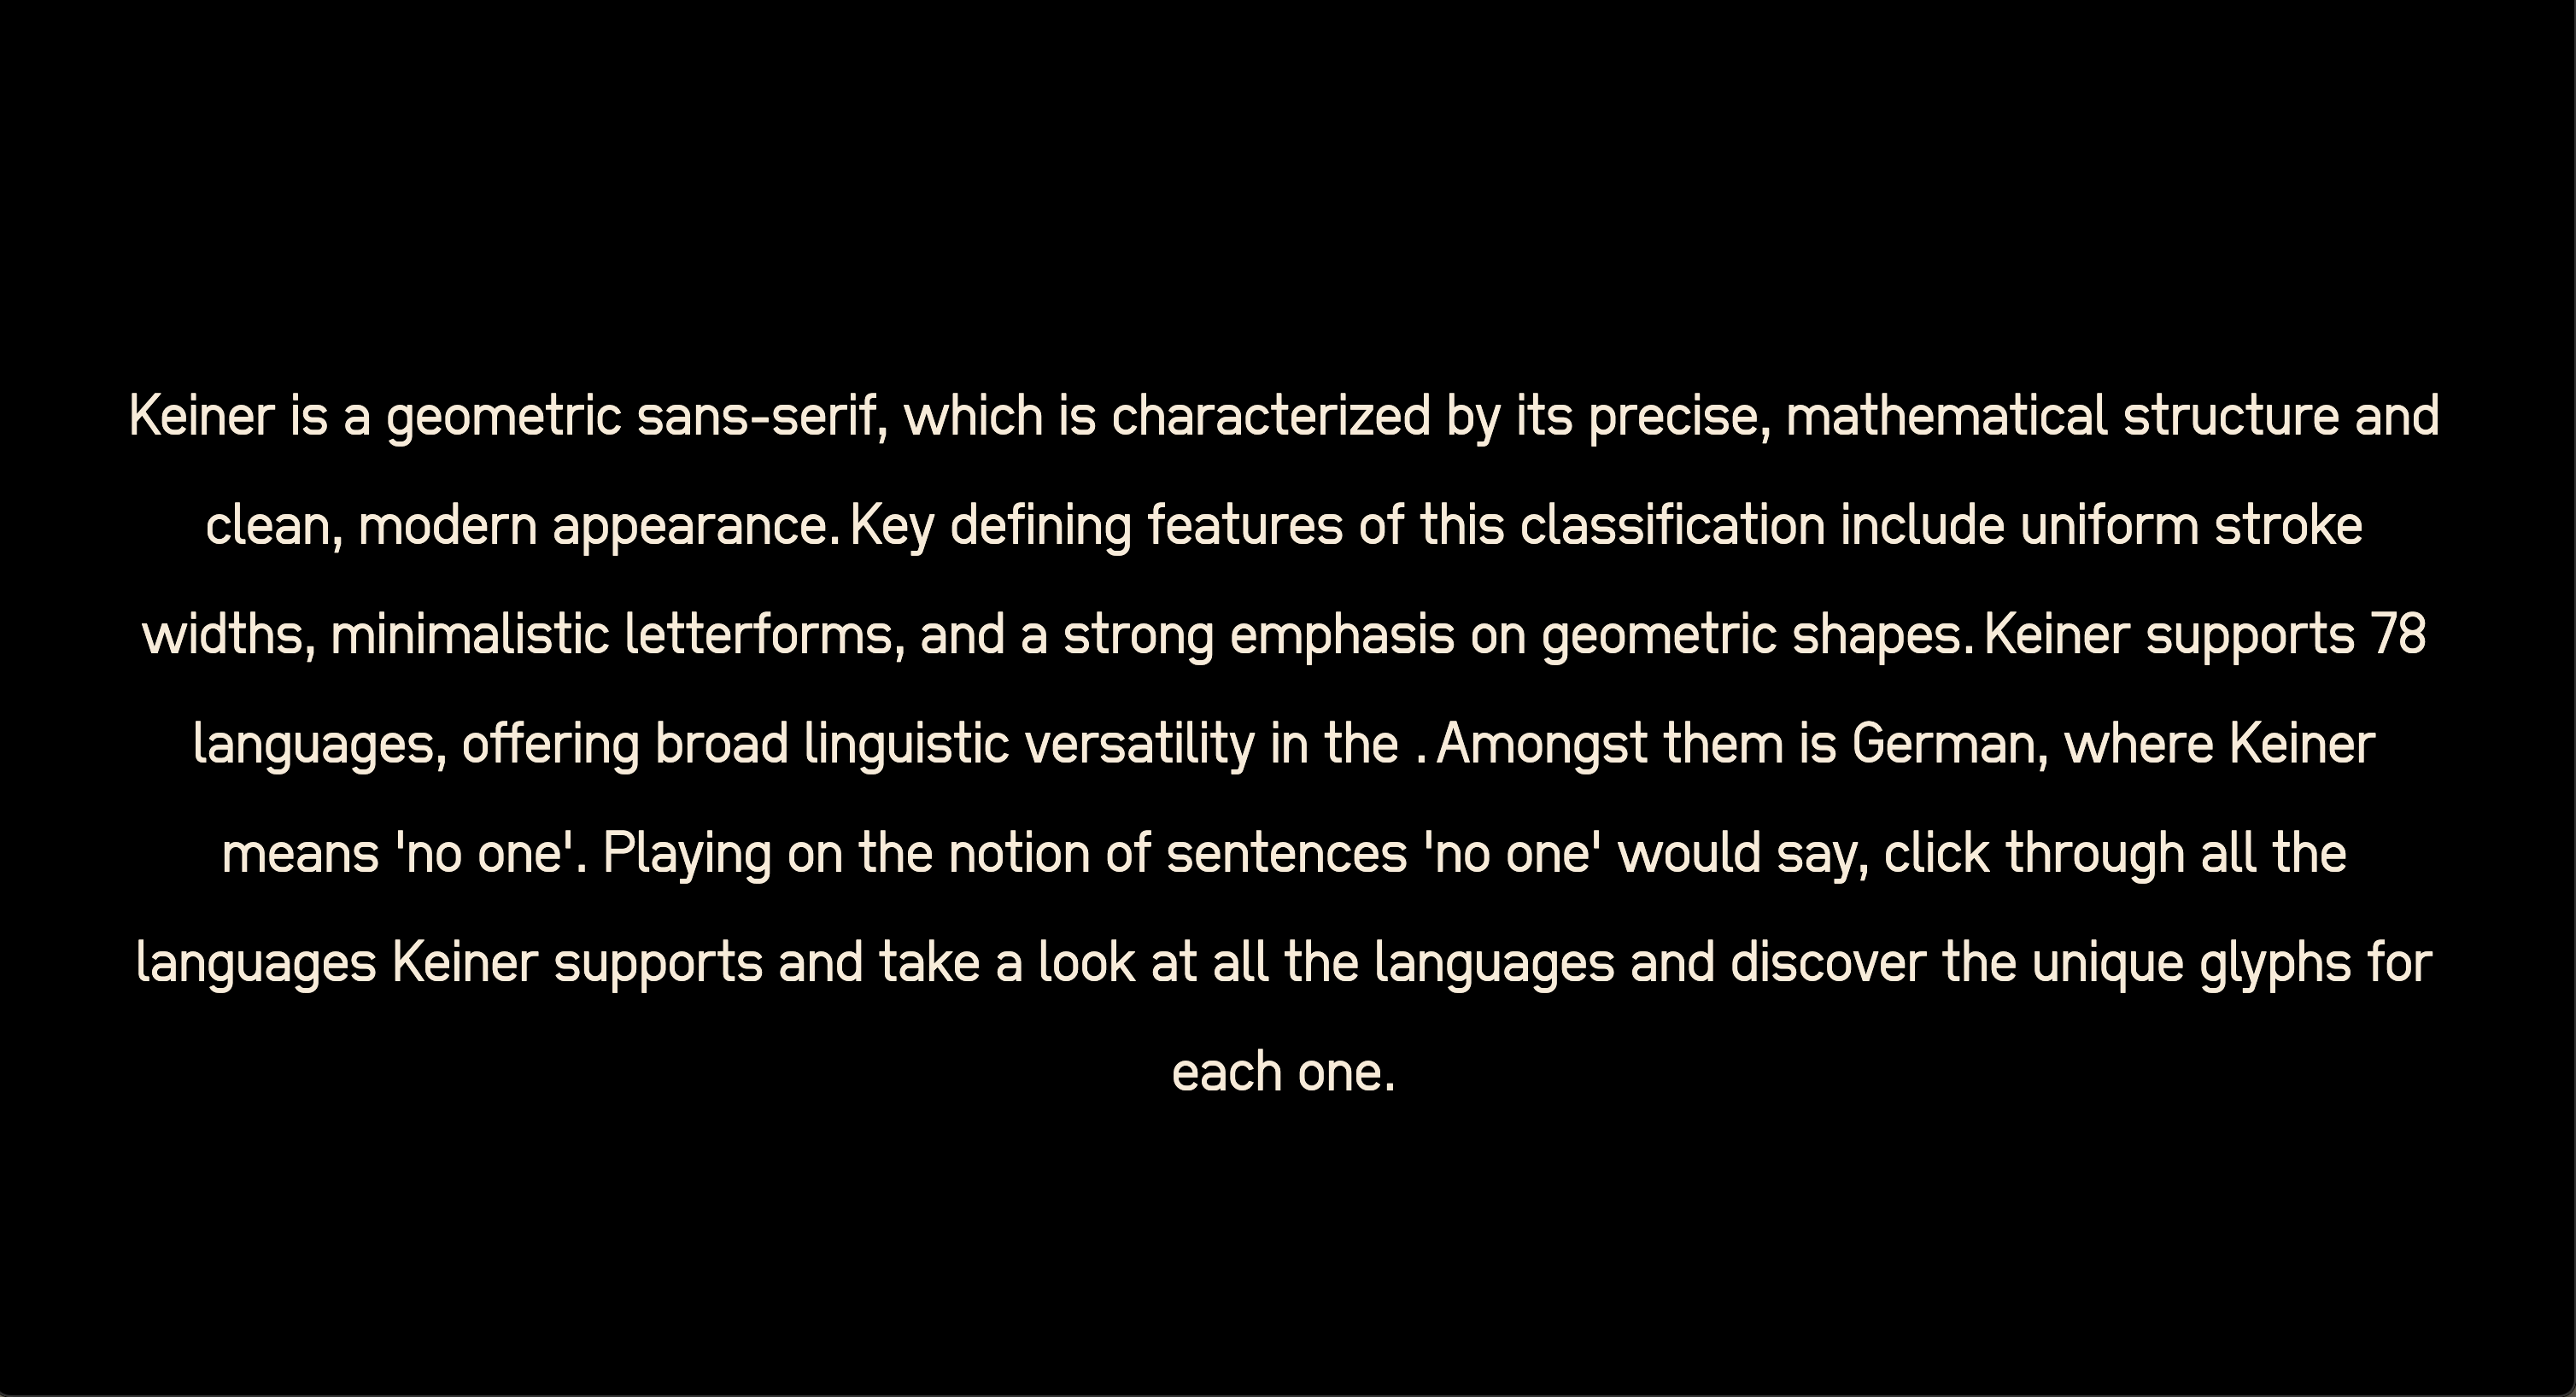 Keiner is a geometric sans-serif, which is characterized by its precise, mathematical structure and
clean, modern appearance. Key defining features of this classification include uniform stroke
widths, minimalistic letterforms, and a strong emphasis on geometric shapes. Keiner supports 78
languages, offering broad linguistic versatility in the . Amongst them is German, where Keiner
means 'no one'. Playing on the notion of sentences 'no one' would say, click through all the
languages Keiner supports and take a look at all the languages and discover the unique glyphs for
each one.